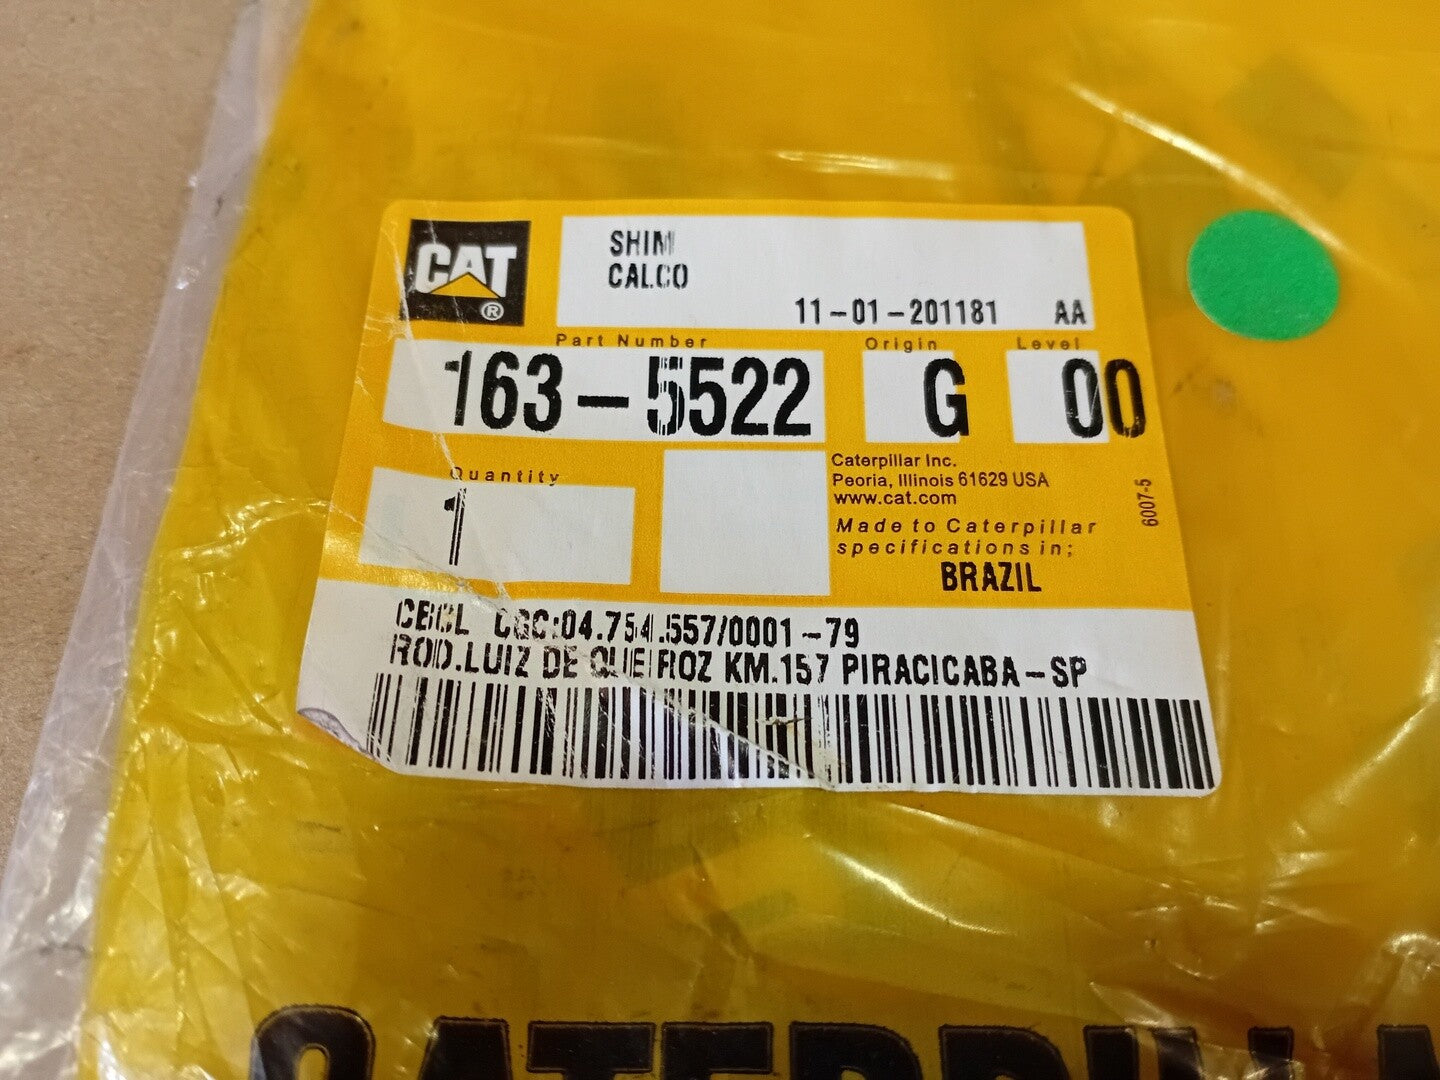 CAT
®
SHIM
CALCO
11-01-201181 AA
Part Number Origin Level
163-5522 G 00
Quantity
1
Caterpillar Inc.
Peoria, Illinois 61629 USA
www.cat.com
Made to Caterpillar
specifications in;
BRAZIL
6007-5
CBCL CGC:04.754.557/0001-79
ROD.LUIZ DE QUEIROZ KM.157 PIRACICABA-SP